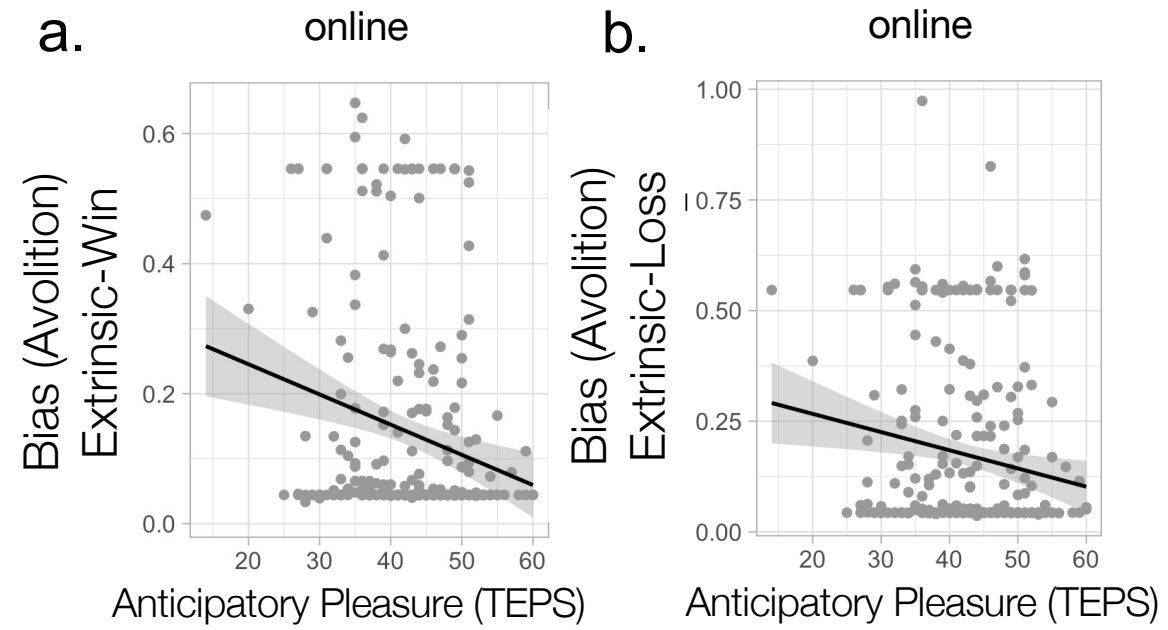 a.
online
Bias (Avolition)
Extrinsic-Win
0.6
0.4
0.2
0.0
20 30 40 50 60
Anticipatory Pleasure (TEPS)
b.
online
Bias (Avolition)
Extrinsic-Loss
1.00
0.75
0.50
0.25
0.00
20 30 40 50 60
Anticipatory Pleasure (TEPS)